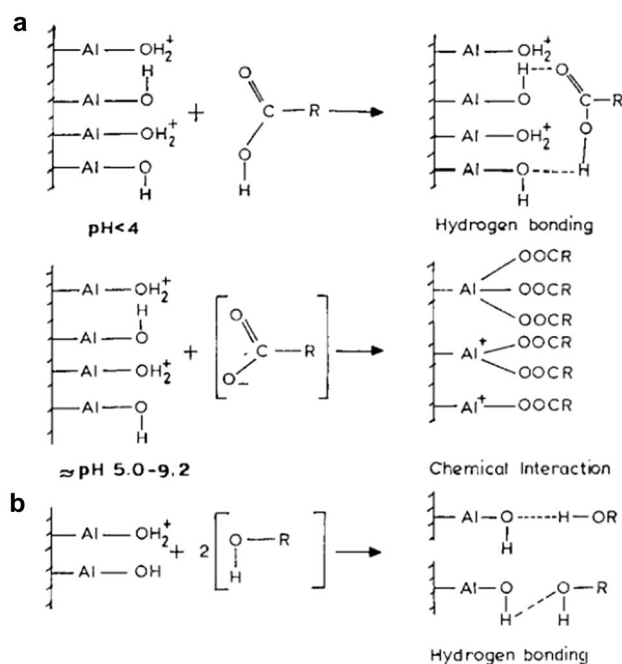 a
Al—OH₂⁺
H
Al—O
Al—OH₂⁺
Al—O
H
pH<4
+
O
C—R
O
H
Al—OH₂⁺
H---O
Al—O
C—R
Al—OH₂⁺
O
Al—O---H
H
Hydrogen bonding
Al—OH₂⁺
H
Al—O
Al—OH₂⁺
Al—O
H
≈pH 5.0-9.2
+
O
C—R
O−
OOCR
Al OOCR
OOCR
Al⁺ OOCR
OOCR
Al⁺—OOCR
Chemical Interaction
b
Al—OH₂⁺
Al—OH
+ 2
O—R
H
Al—O---H—OR
H
Al—O O—R
H H
Hydrogen bonding